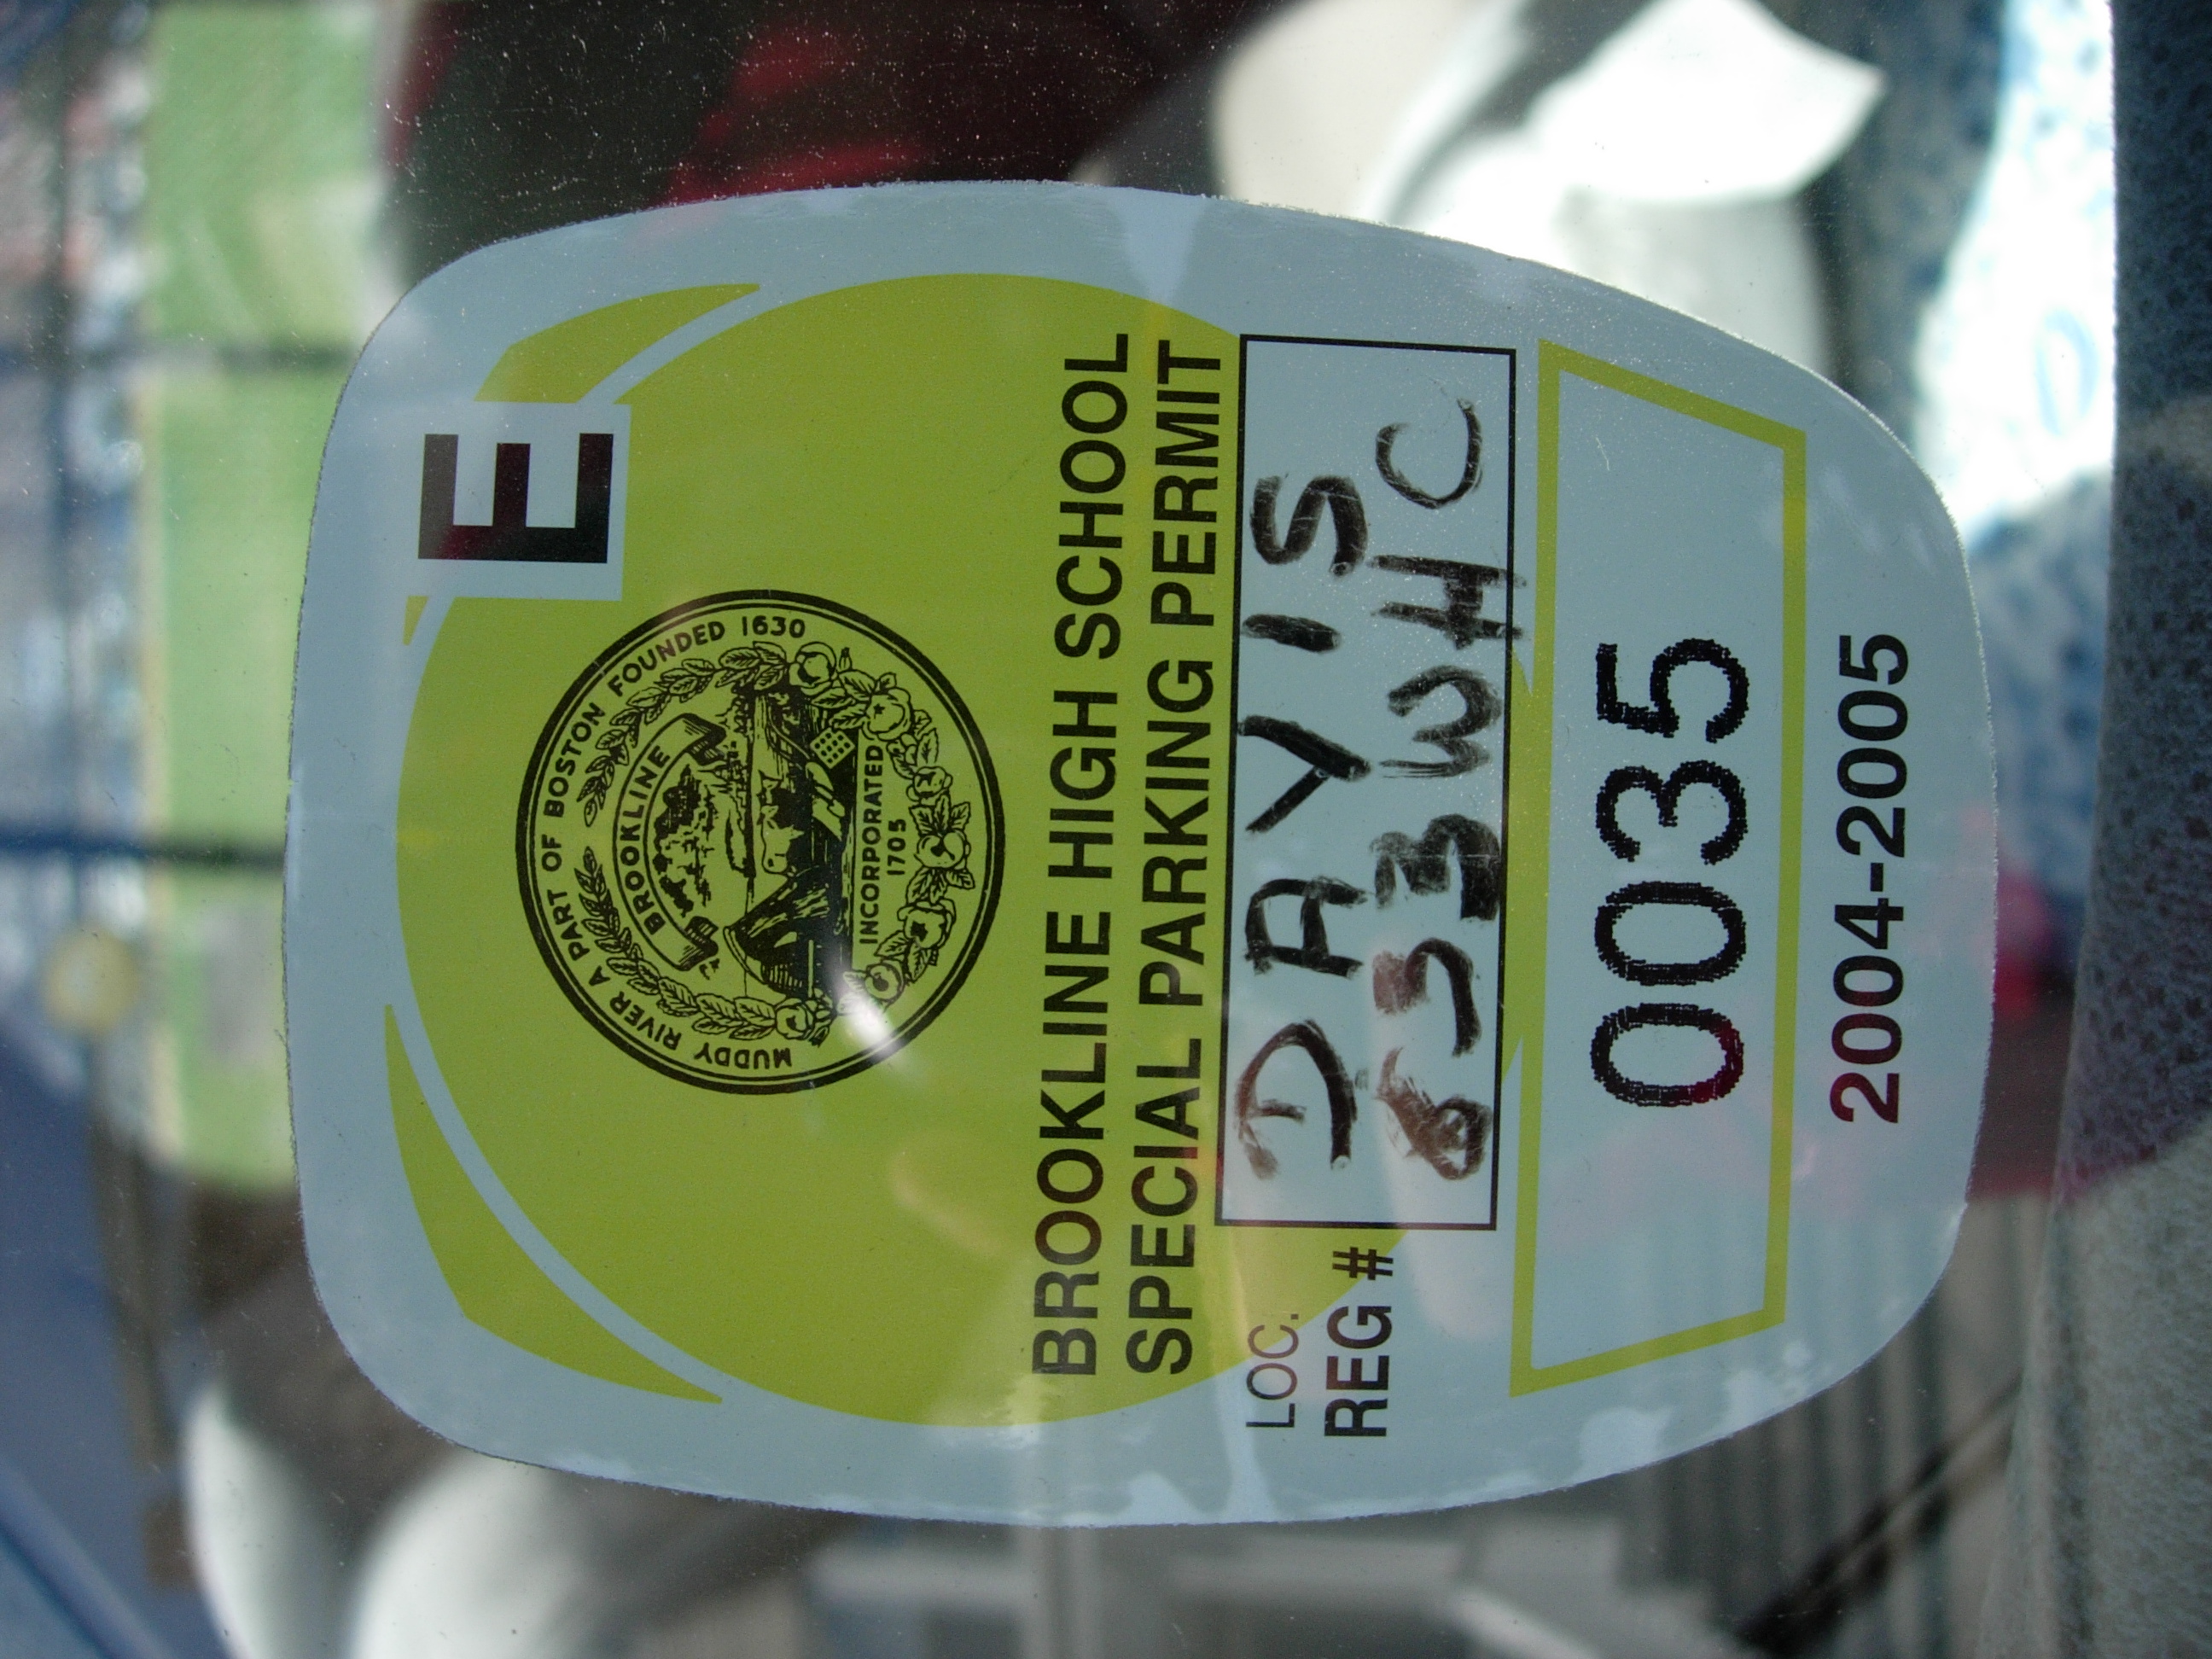 E
MUDDY RIVER A PART OF BOSTON FOUNDED 1630
BROOKLINE
INCORPORATED
1705
BROOKLINE HIGH SCHOOL
SPECIAL PARKING PERMIT
LOC. DAVIS
REG #
0035
2004-2005